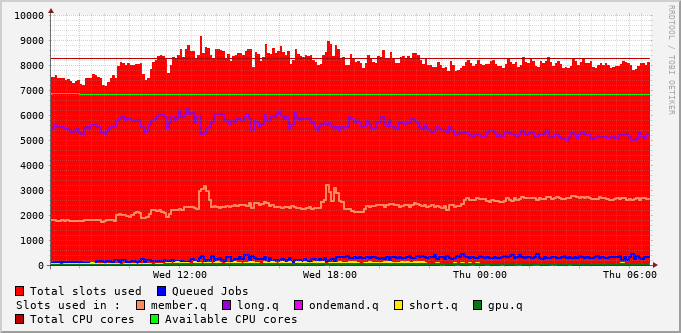 10000
9000
8000
7000
6000
5000
4000
3000
2000
1000
0
Wed 12:00 Wed 18:00 Thu 00:00 Thu 06:00
Total slots used Queued Jobs
Slots used in : member.q long.q ondemand.q short.q gpu.q
Total CPU cores Available CPU cores
RRDTOOL / TOBI OETIKER